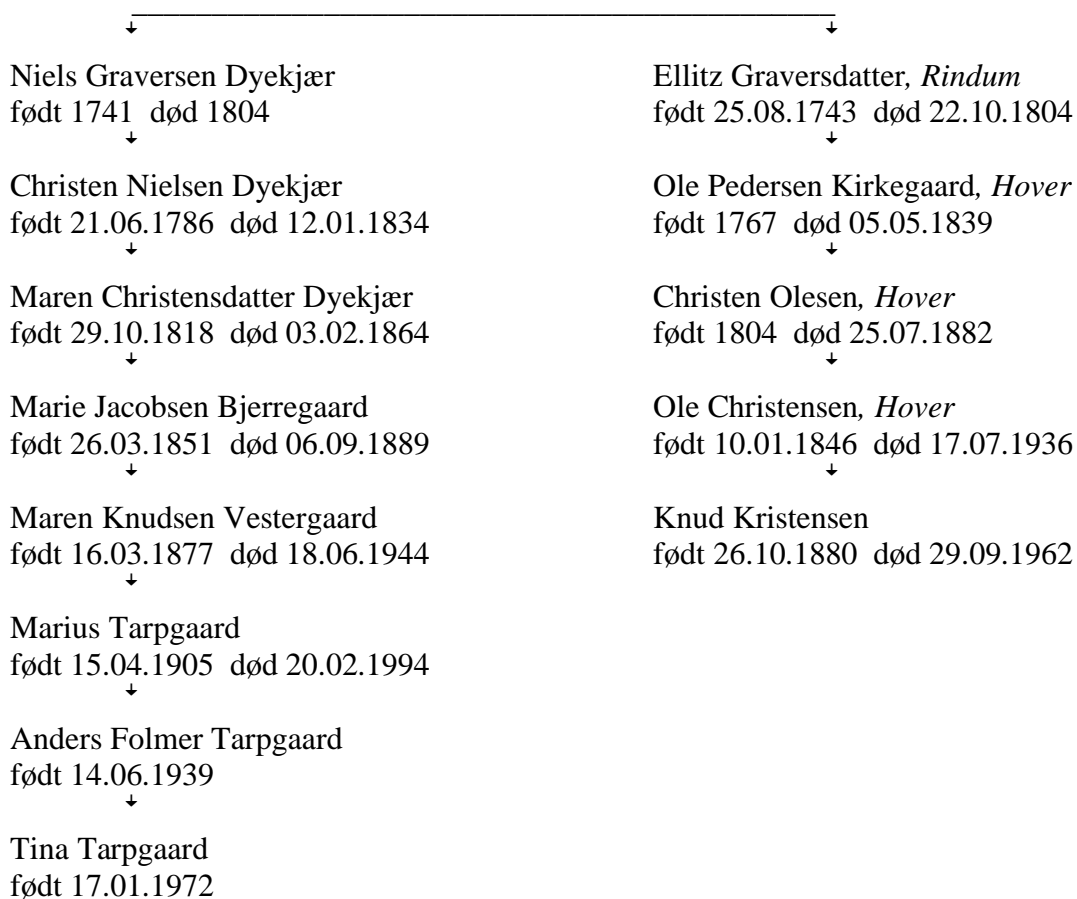 Niels Graversen Dyekjær
født 1741 død 1804
Christen Nielsen Dyekjær
født 21.06.1786 død 12.01.1834
Maren Christensdatter Dyekjær
født 29.10.1818 død 03.02.1864
Marie Jacobsen Bjerregaard
født 26.03.1851 død 06.09.1889
Maren Knudsen Vestergaard
født 16.03.1877 død 18.06.1944
Marius Tarpgaard
født 15.04.1905 død 20.02.1994
Anders Folmer Tarpgaard
født 14.06.1939
Tina Tarpgaard
født 17.01.1972
Ellitz Graversdatter, Rindum
født 25.08.1743 død 22.10.1804
Ole Pedersen Kirkegaard, Hover
født 1767 død 05.05.1839
Christen Olesen, Hover
født 1804 død 25.07.1882
Ole Christensen, Hover
født 10.01.1846 død 17.07.1936
Knud Kristensen
født 26.10.1880 død 29.09.1962